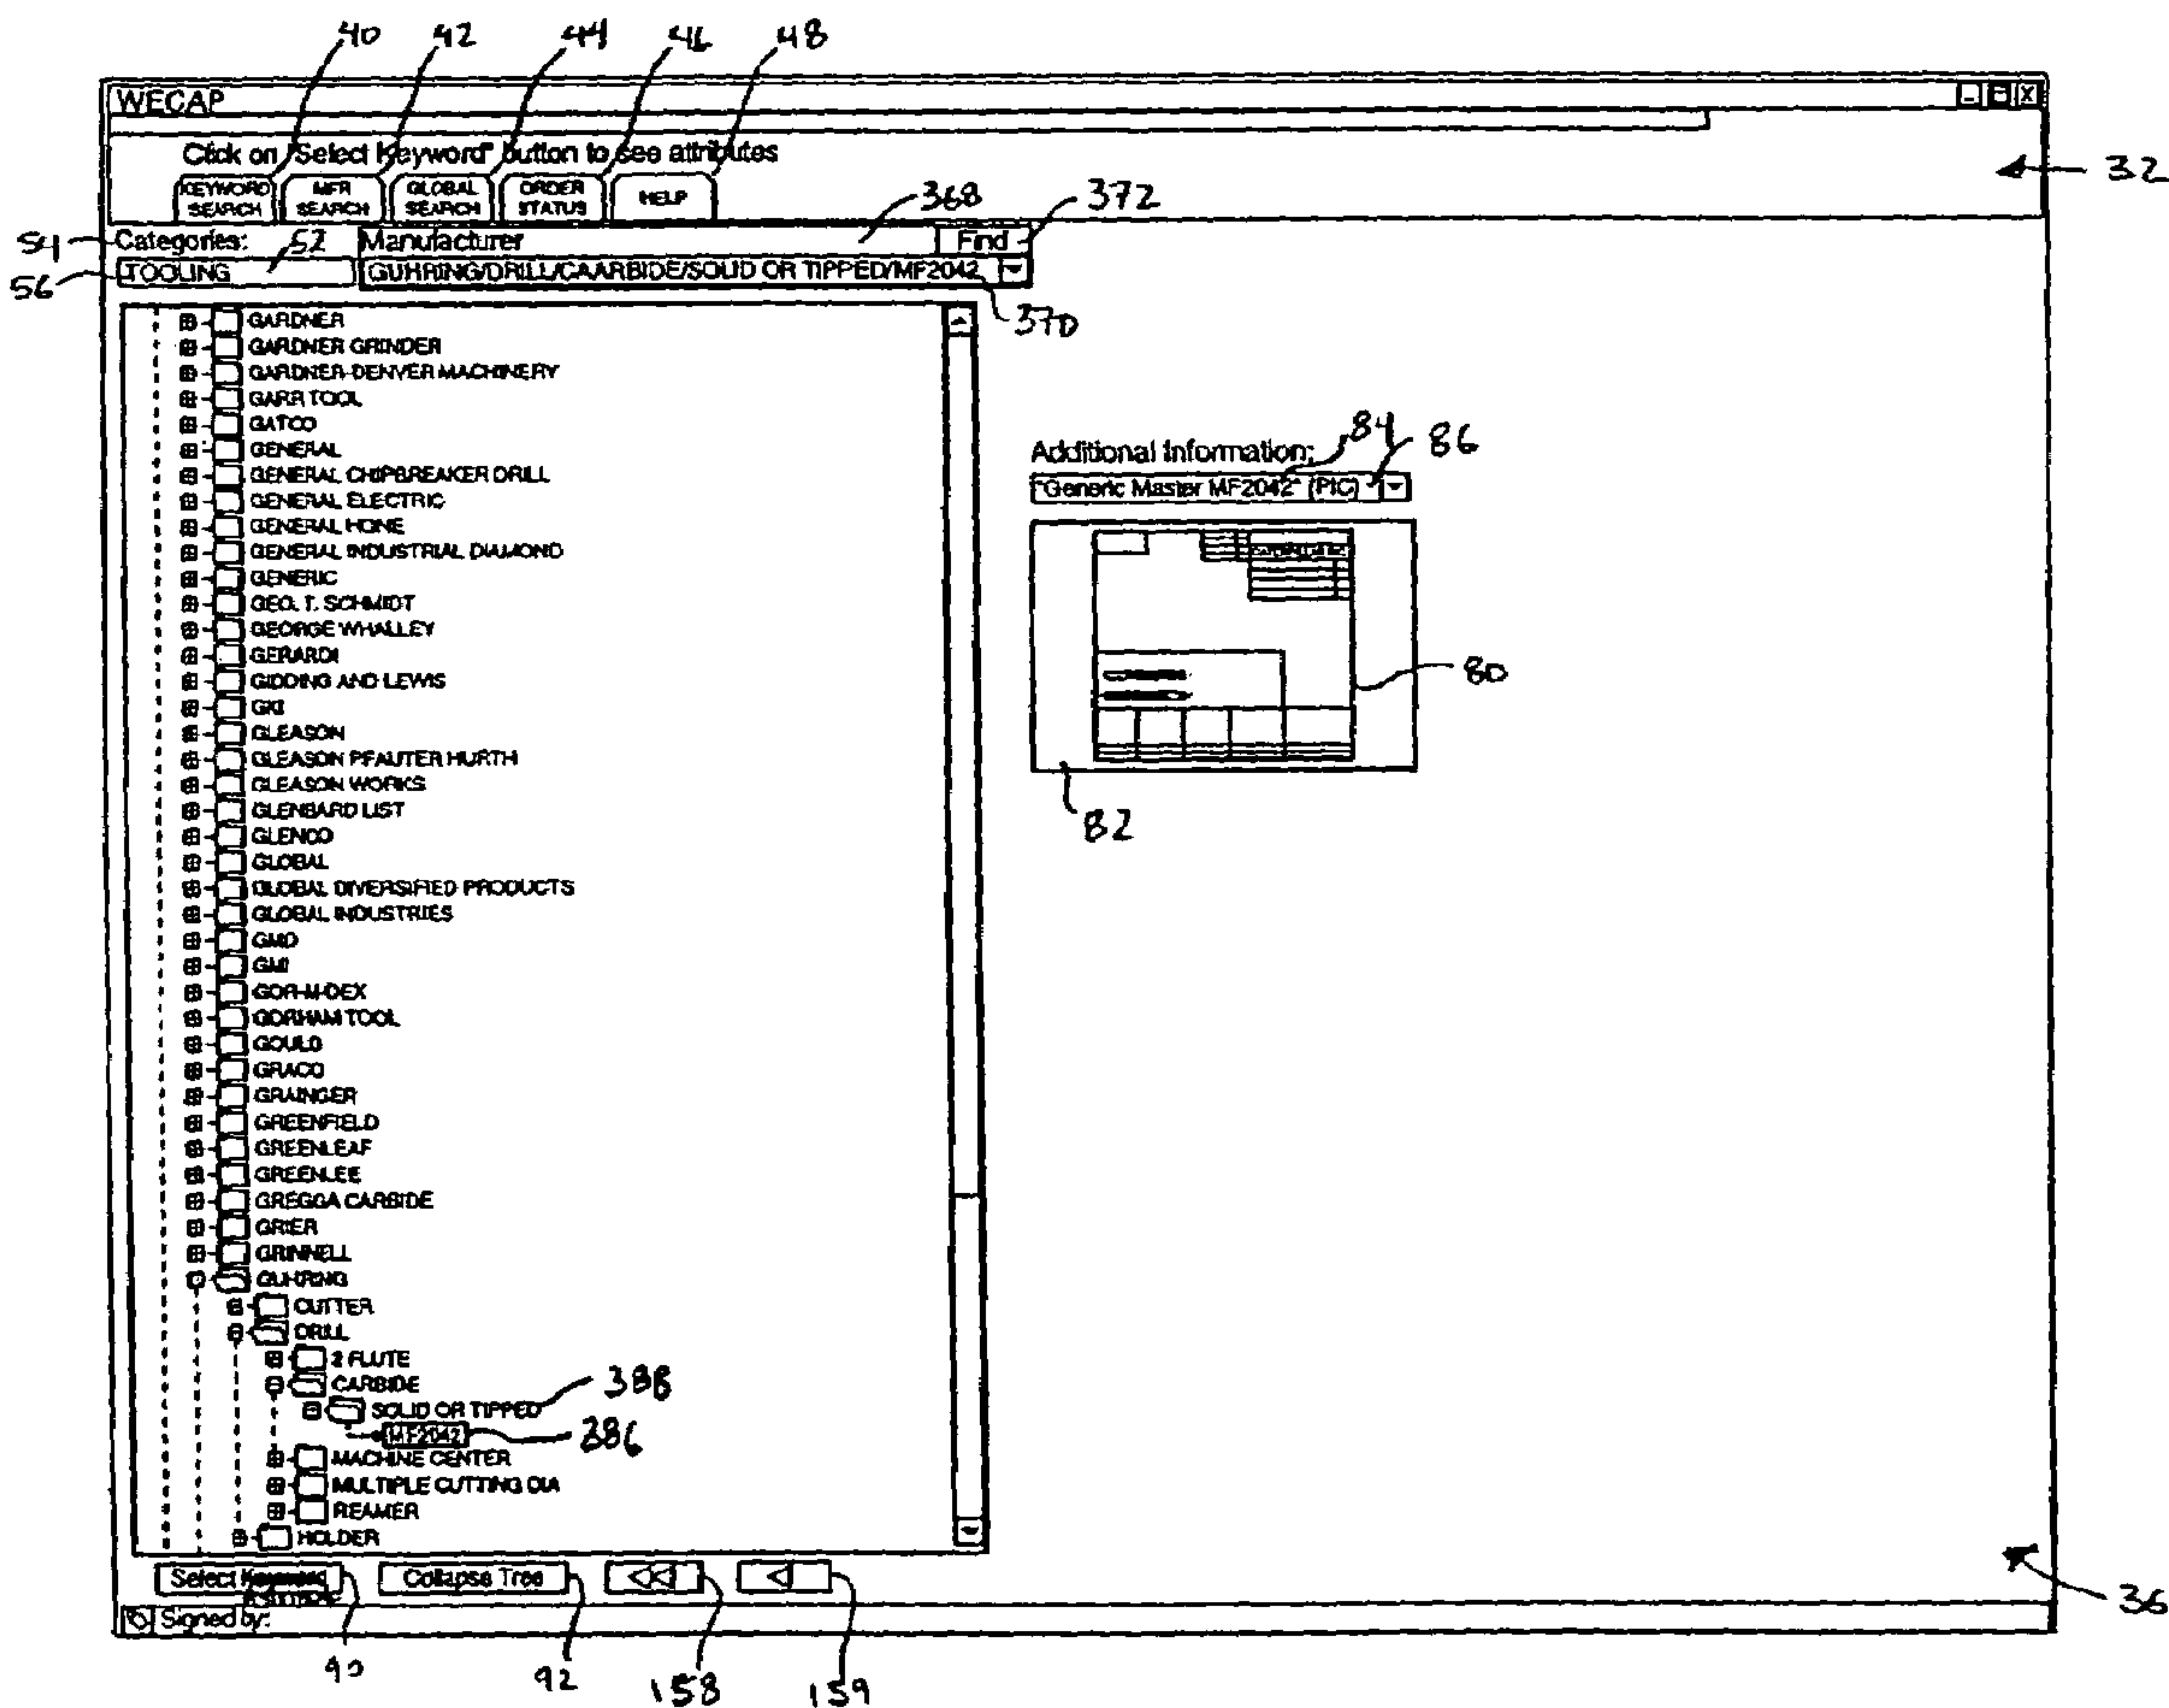 40 42 44 46 48
WECAP
Click on "Select Keyword" button to see attributes
32
KEYWORD SEARCH
MFR SEARCH
GLOBAL SEARCH
ORDER STATUS
HELP
368 372
54 Categories: 52 Manufacturer Find
56 TOOLING GUHRING/DRILL/CAARBIDE/SOLID OR TIPPED/MF2042
370
GARDNER
GARDNER GRINDER
GARDNER-DENVER MACHINERY
GARR TOOL
GATCO
GENERAL
GENERAL CHIPBREAKER DRILL
GENERAL ELECTRIC
GENERAL HONE
GENERAL INDUSTRIAL DIAMOND
GENERIC
GEO. T. SCHMIDT
GEORGE WHALLEY
GERARDI
GIDDING AND LEWIS
GLEASON
GLEASON PFAUTER HURTH
GLEASON WORKS
GLENBARD LIST
GLENCO
GLOBAL
GLOBAL DIVERSIFIED PRODUCTS
GLOBAL INDUSTRIES
GMD
GMI
GOR-M-DEX
GORHAM TOOL
GOULD
GRACO
GRAINGER
GREENFIELD
GREENLEAF
GREENLEE
GREGGA CARBIDE
GRIER
GRINNELL
GUHRING
CUTTER
DRILL
2 FLUTE
CARBIDE
SOLID OR TIPPED 388
MF2042 386
MACHINE CENTER
MULTIPLE CUTTING DIA
REAMER
HOLDER
Additional Information: 84 86
"Generic Master MF2042" (PIC)
80
82
Select Keyword Collapse Tree
36
Signed by:
90 92 158 159